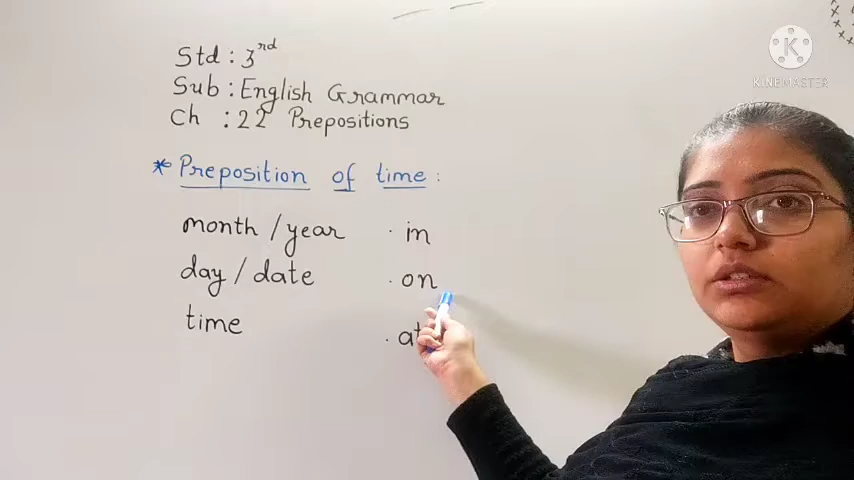 Std : 3rd
Sub : English Grammar
Ch : 22 Prepositions
* Preposition of time :
month / year . in
day / date . on
time . at
K
KINEMASTER